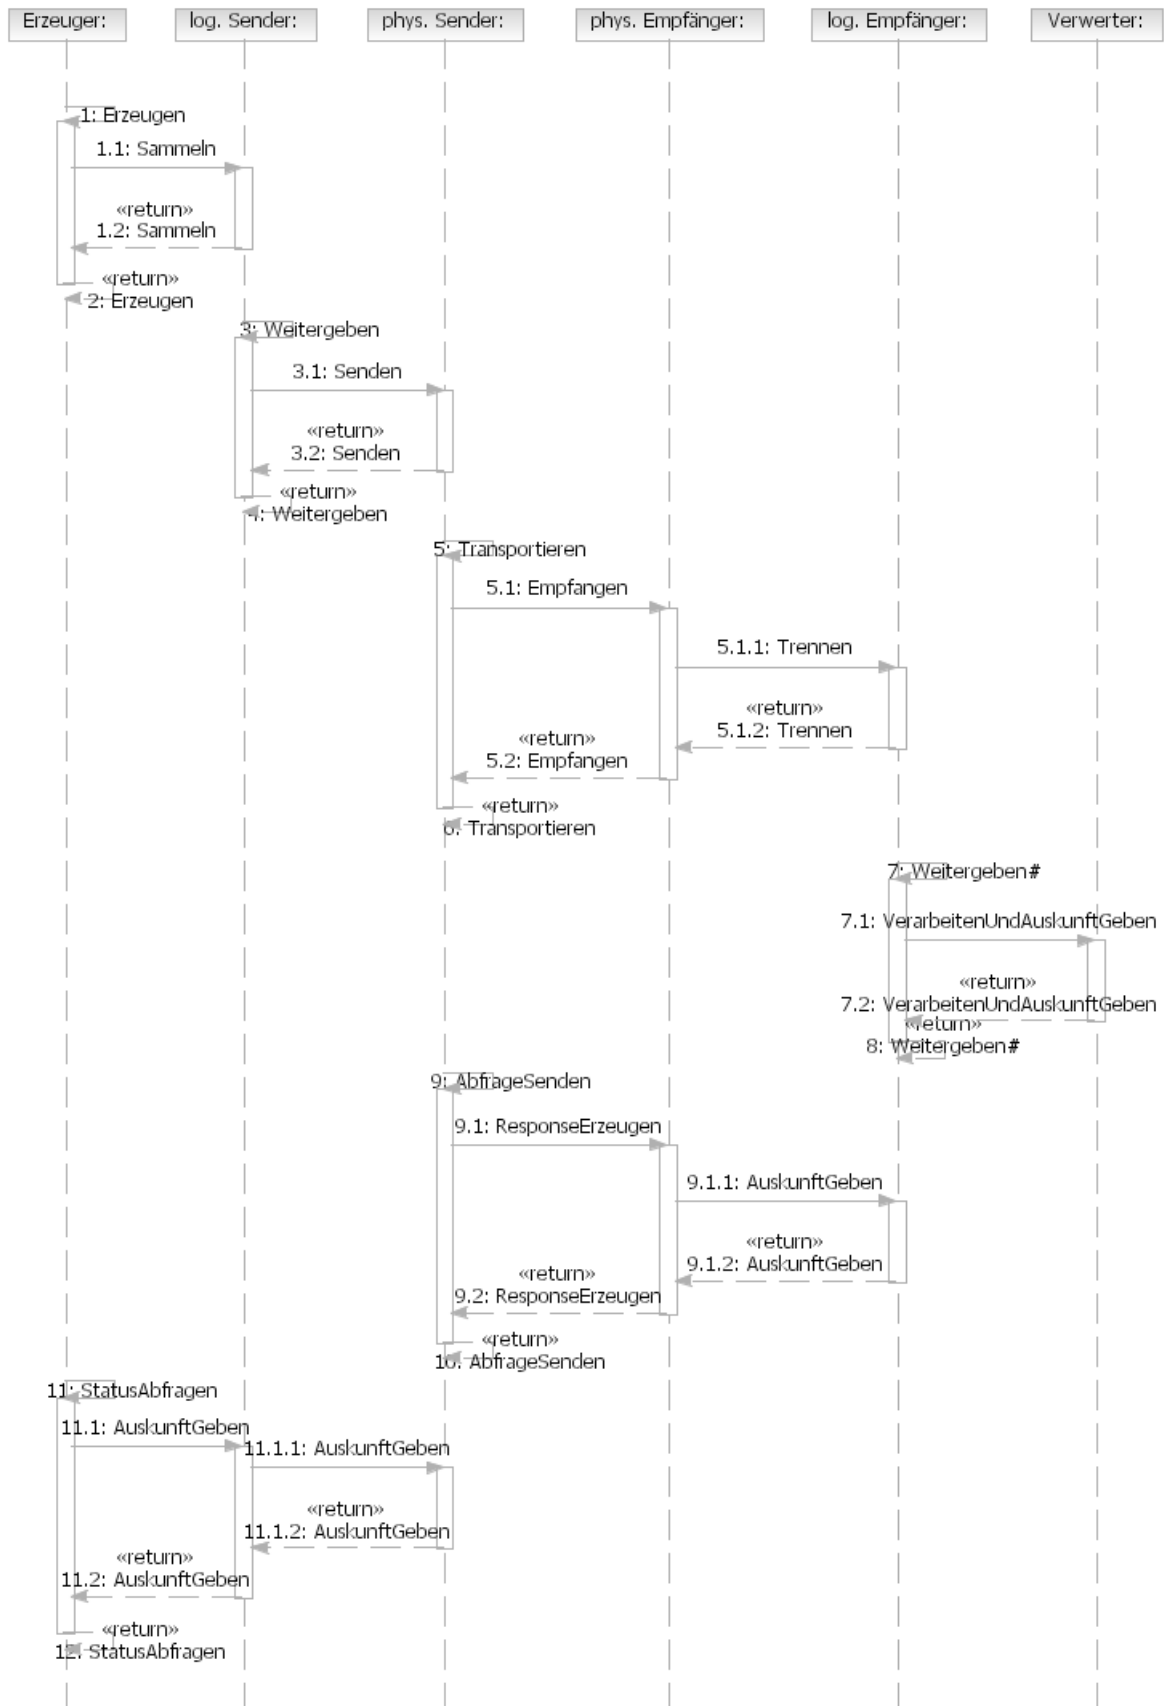 Erzeuger: log. Sender: phys. Sender: phys. Empfänger: log. Empfänger: Verwerter:
1: Erzeugen
1.1: Sammeln
«return»
1.2: Sammeln
«return»
2: Erzeugen
3: Weitergeben
3.1: Senden
«return»
3.2: Senden
«return»
4: Weitergeben
5: Transportieren
5.1: Empfangen
5.1.1: Trennen
«return»
5.1.2: Trennen
«return»
5.2: Empfangen
«return»
6: Transportieren
7: Weitergeben#
7.1: VerarbeitenUndAuskunftGeben
«return»
7.2: VerarbeitenUndAuskunftGeben
«return»
8: Weitergeben#
9: AbfrageSenden
9.1: ResponseErzeugen
9.1.1: AuskunftGeben
«return»
9.1.2: AuskunftGeben
«return»
9.2: ResponseErzeugen
«return»
10: AbfrageSenden
11: StatusAbfragen
11.1: AuskunftGeben
11.1.1: AuskunftGeben
«return»
11.1.2: AuskunftGeben
«return»
11.2: AuskunftGeben
«return»
12: StatusAbfragen